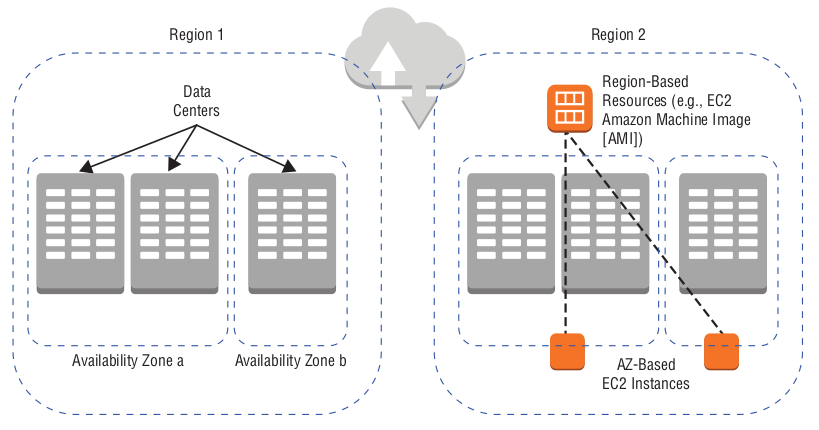 Region 1
Data
Centers
Availability Zone a
Availability Zone b
Region 2
Region-Based
Resources (e.g., EC2
Amazon Machine Image
[AMI])
AZ-Based
EC2 Instances